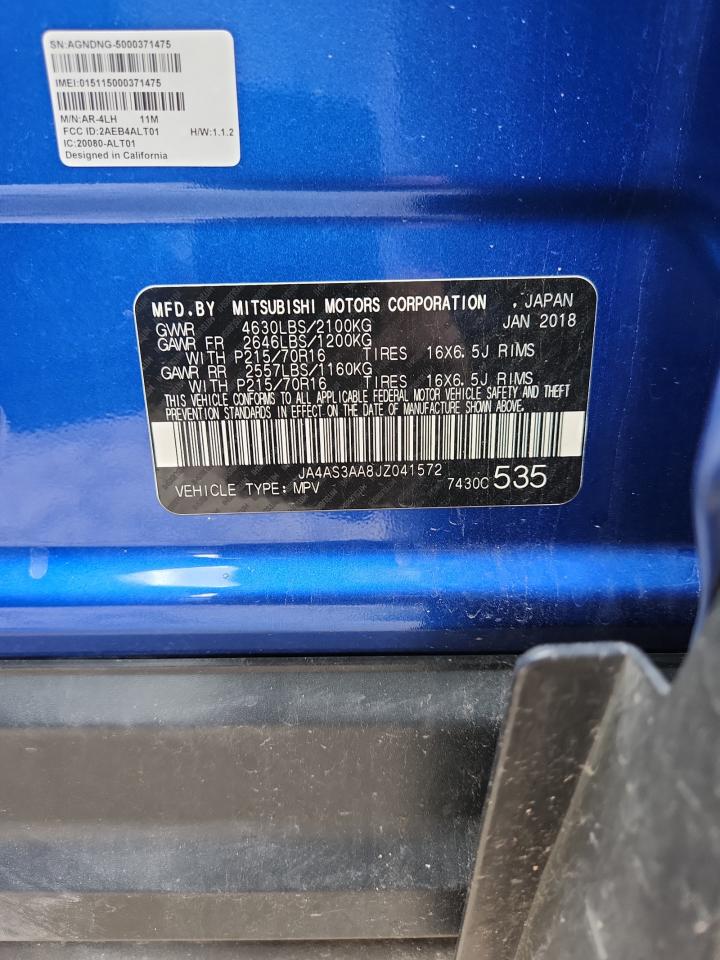 SN:AGNDNG-5000371475
IMEI:015115000371475
M/N:AR-4LH 11M
FCC ID:2AEB4ALT01 H/W:1.1.2
IC:20080-ALT01
Designed in California
MFD.BY MITSUBISHI MOTORS CORPORATION , JAPAN
GVWR 4630LBS/2100KG JAN 2018
GAWR FR 2646LBS/1200KG
WITH P215/70R16 TIRES 16X6.5J RIMS
GAWR RR 2557LBS/1160KG
WITH P215/70R16 TIRES 16X6.5J RIMS
THIS VEHICLE CONFORMS TO ALL APPLICABLE FEDERAL MOTOR VEHICLE SAFETY AND THEFT
PREVENTION STANDARDS IN EFFECT ON THE DATE OF MANUFACTURE SHOWN ABOVE.
JA4AS3AA8JZ041572
VEHICLE TYPE: MPV 7430C 535